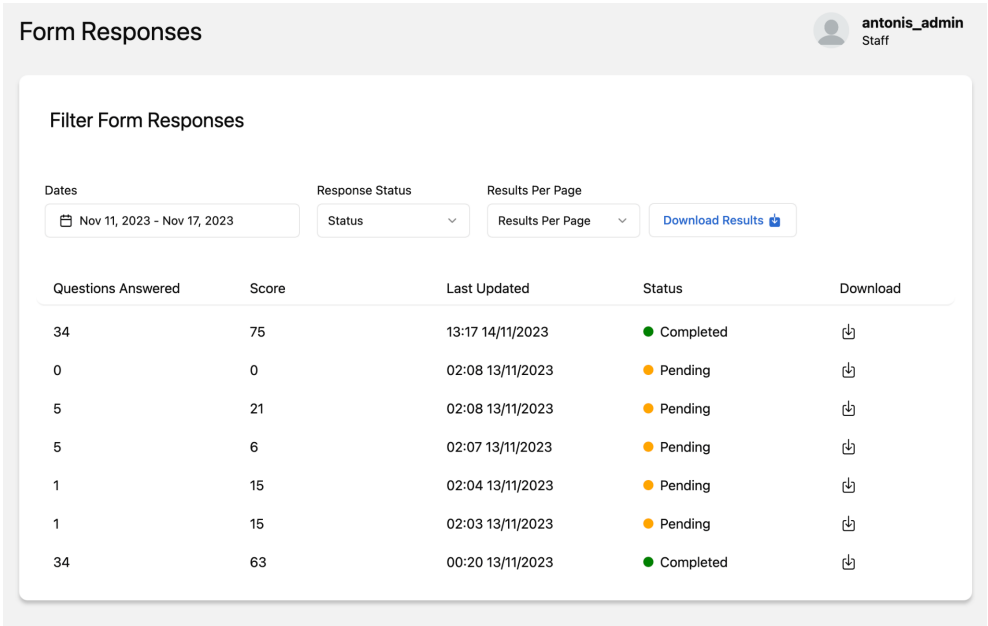 Form Responses
antonis_admin
Staff
Filter Form Responses
Dates
Response Status
Results Per Page
Nov 11, 2023 - Nov 17, 2023
Status
Results Per Page
Download Results
Questions Answered Score Last Updated Status Download
34 75 13:17 14/11/2023 Completed
0 0 02:08 13/11/2023 Pending
5 21 02:08 13/11/2023 Pending
5 6 02:07 13/11/2023 Pending
1 15 02:04 13/11/2023 Pending
1 15 02:03 13/11/2023 Pending
34 63 00:20 13/11/2023 Completed